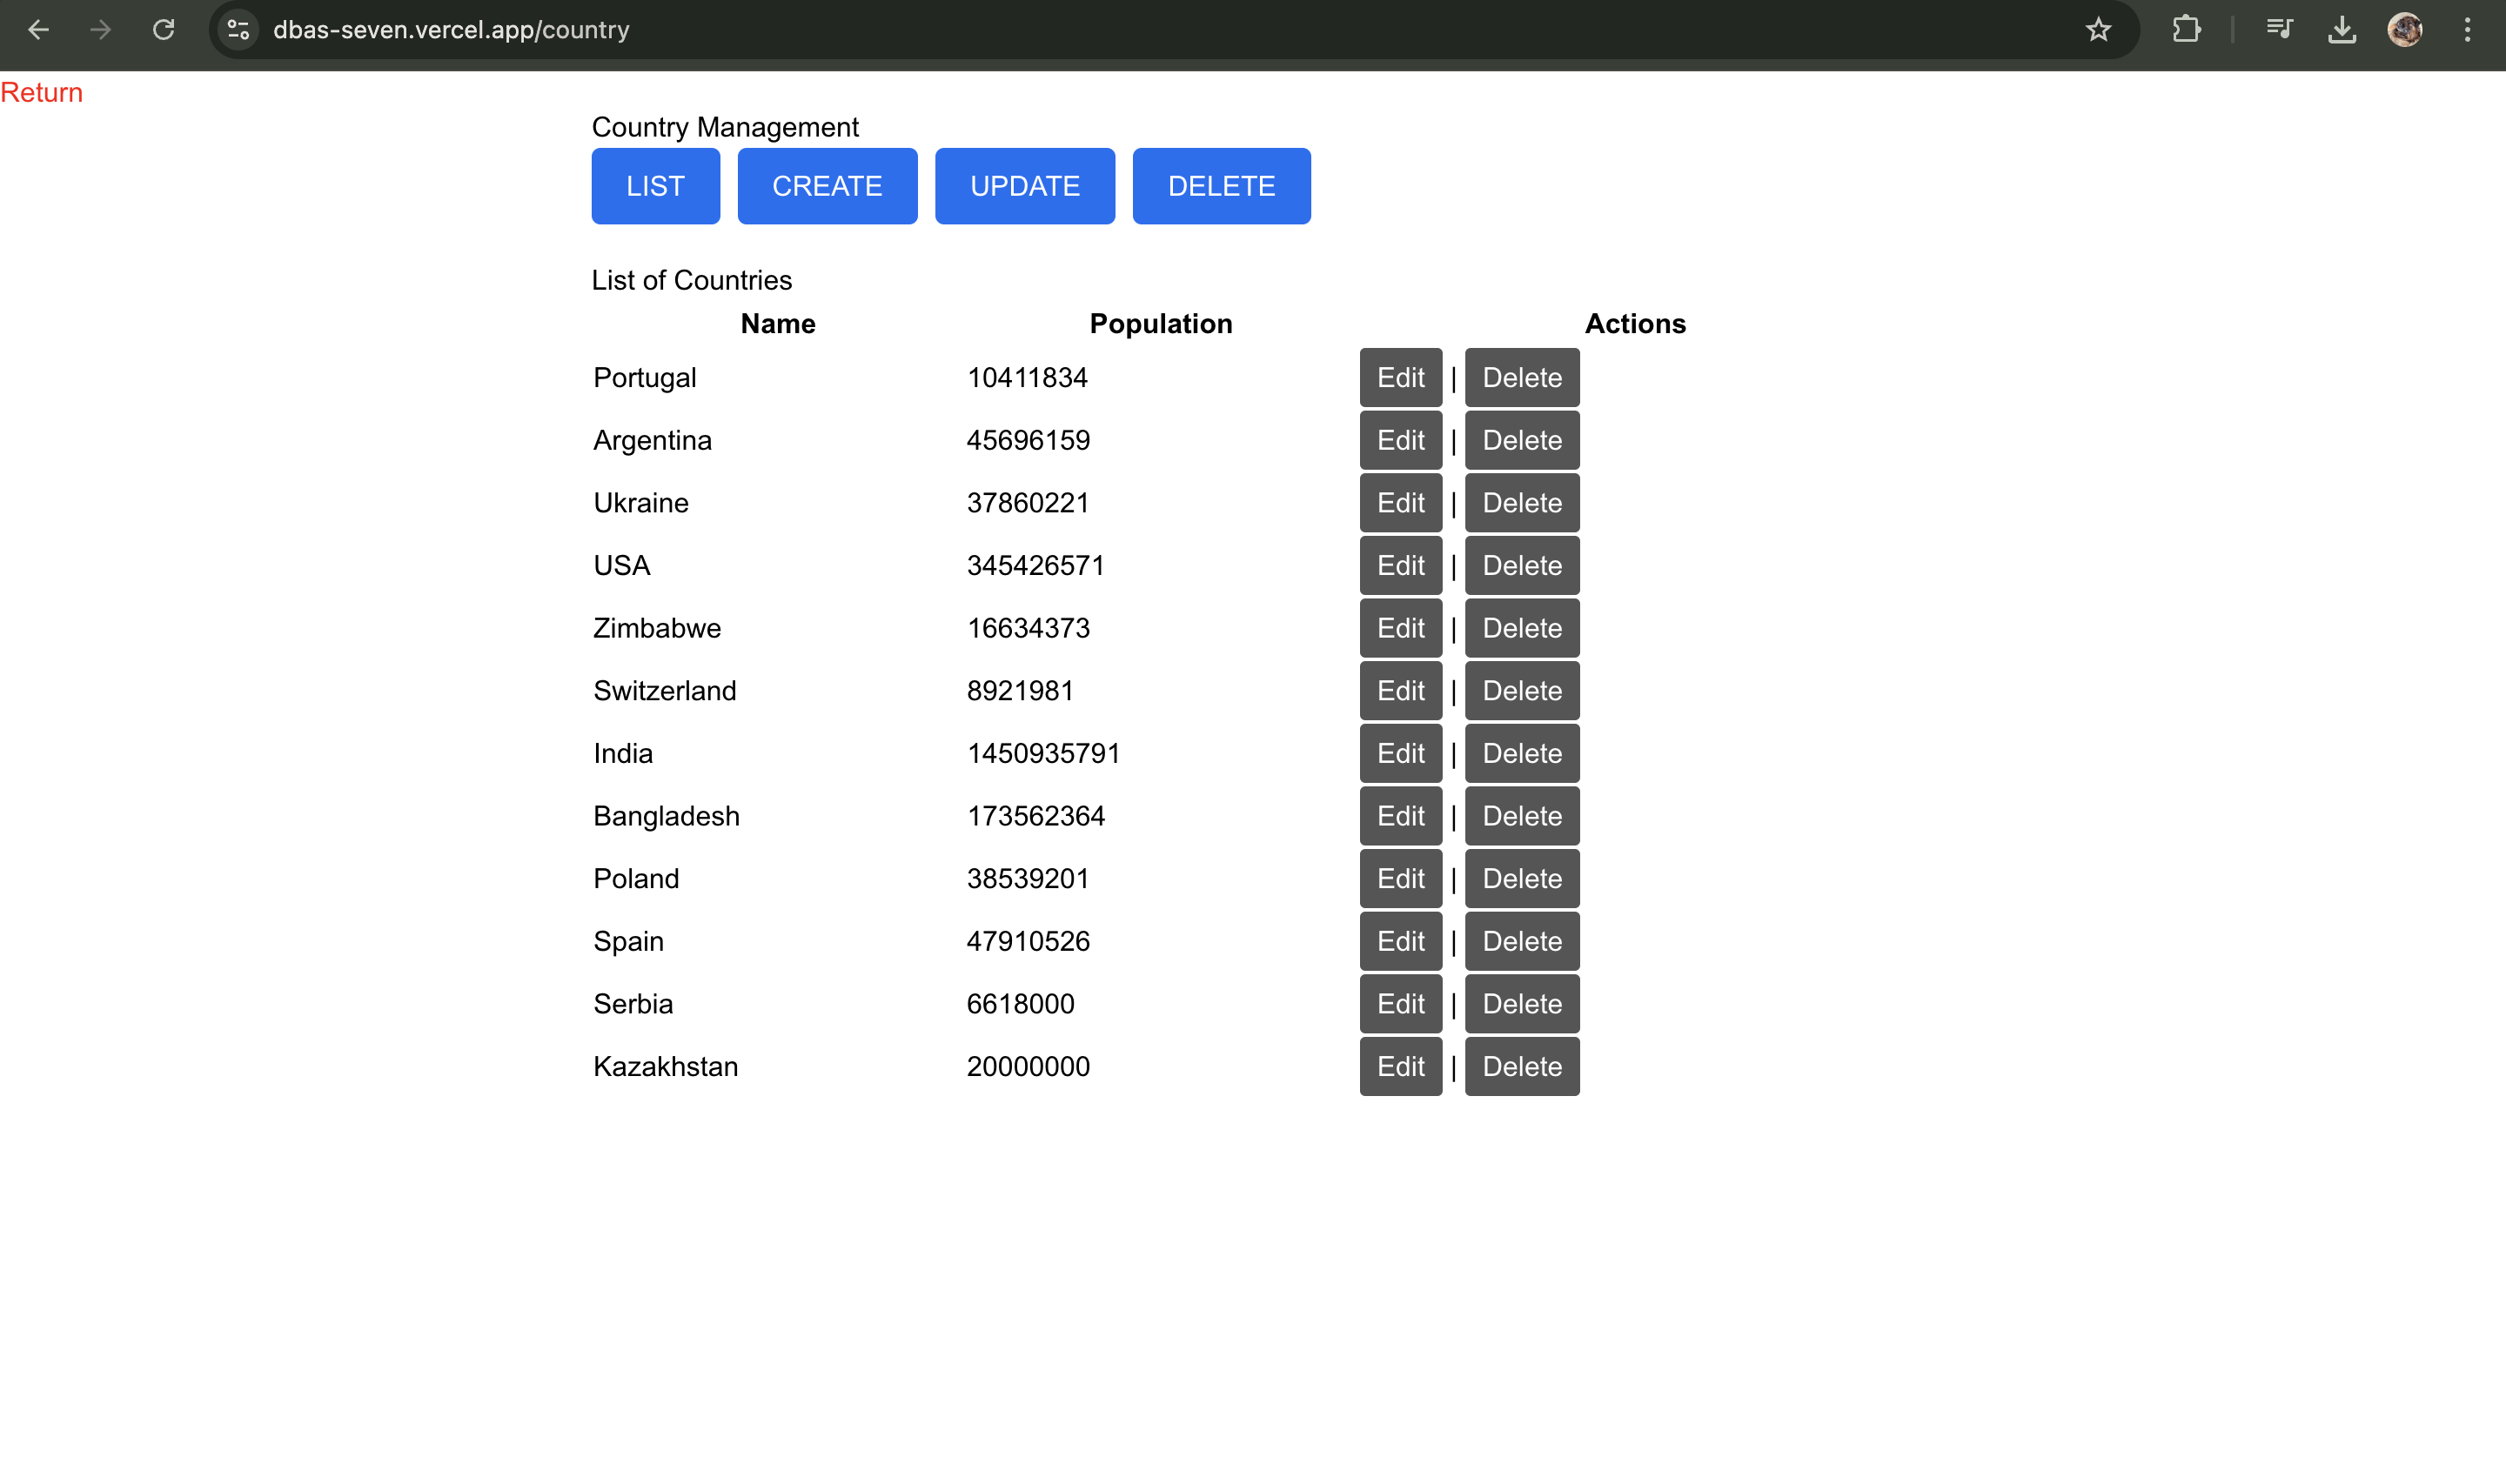 dbas-seven.vercel.app/country
Return
Country Management
LIST CREATE UPDATE DELETE
List of Countries
Name Population Actions
Portugal 10411834 Edit | Delete
Argentina 45696159 Edit | Delete
Ukraine 37860221 Edit | Delete
USA 345426571 Edit | Delete
Zimbabwe 16634373 Edit | Delete
Switzerland 8921981 Edit | Delete
India 1450935791 Edit | Delete
Bangladesh 173562364 Edit | Delete
Poland 38539201 Edit | Delete
Spain 47910526 Edit | Delete
Serbia 6618000 Edit | Delete
Kazakhstan 20000000 Edit | Delete